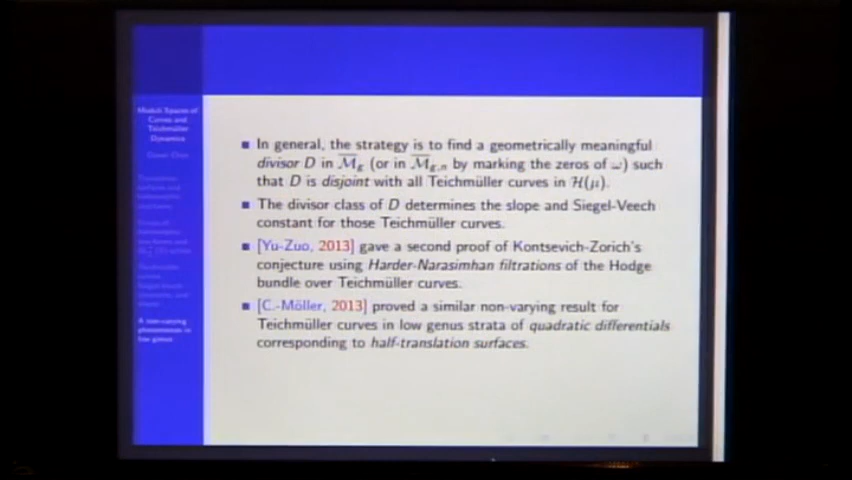 Moduli Spaces of
Curves and
Teichmüller
Dynamics
Dawei Chen
A non-varying
phenomenon in
low genus
■ In general, the strategy is to find a geometrically meaningful
divisor D in M̅_g (or in M̅_{g,n} by marking the zeros of ω) such
that D is disjoint with all Teichmüller curves in H(μ).
■ The divisor class of D determines the slope and Siegel-Veech
constant for those Teichmüller curves.
■ [Yu-Zuo, 2013] gave a second proof of Kontsevich-Zorich's
conjecture using Harder-Narasimhan filtrations of the Hodge
bundle over Teichmüller curves.
■ [C.-Möller, 2013] proved a similar non-varying result for
Teichmüller curves in low genus strata of quadratic differentials
corresponding to half-translation surfaces.